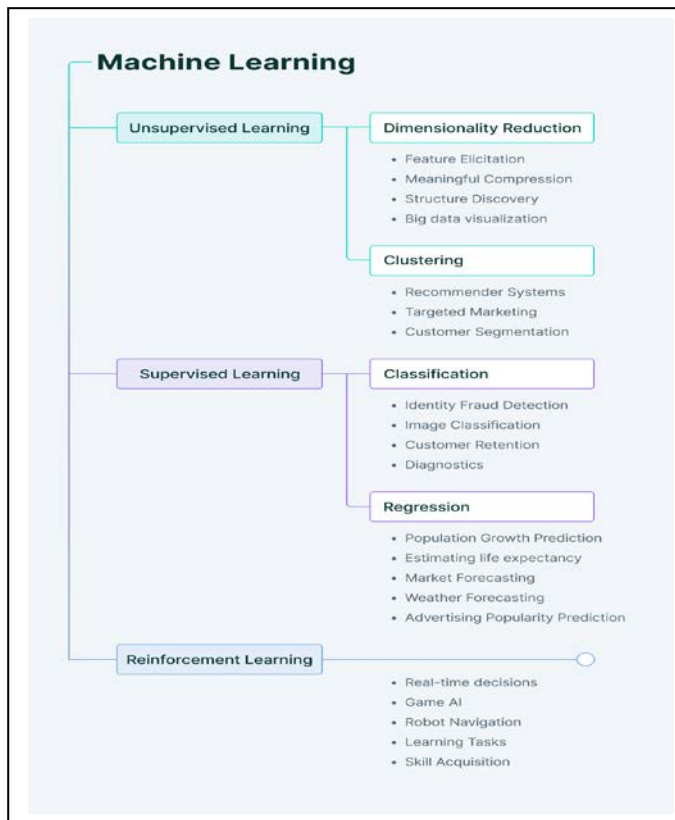 Machine Learning
Unsupervised Learning
Dimensionality Reduction
• Feature Elicitation
• Meaningful Compression
• Structure Discovery
• Big data visualization
Clustering
• Recommender Systems
• Targeted Marketing
• Customer Segmentation
Supervised Learning
Classification
• Identity Fraud Detection
• Image Classification
• Customer Retention
• Diagnostics
Regression
• Population Growth Prediction
• Estimating life expectancy
• Market Forecasting
• Weather Forecasting
• Advertising Popularity Prediction
Reinforcement Learning
• Real-time decisions
• Game AI
• Robot Navigation
• Learning Tasks
• Skill Acquisition